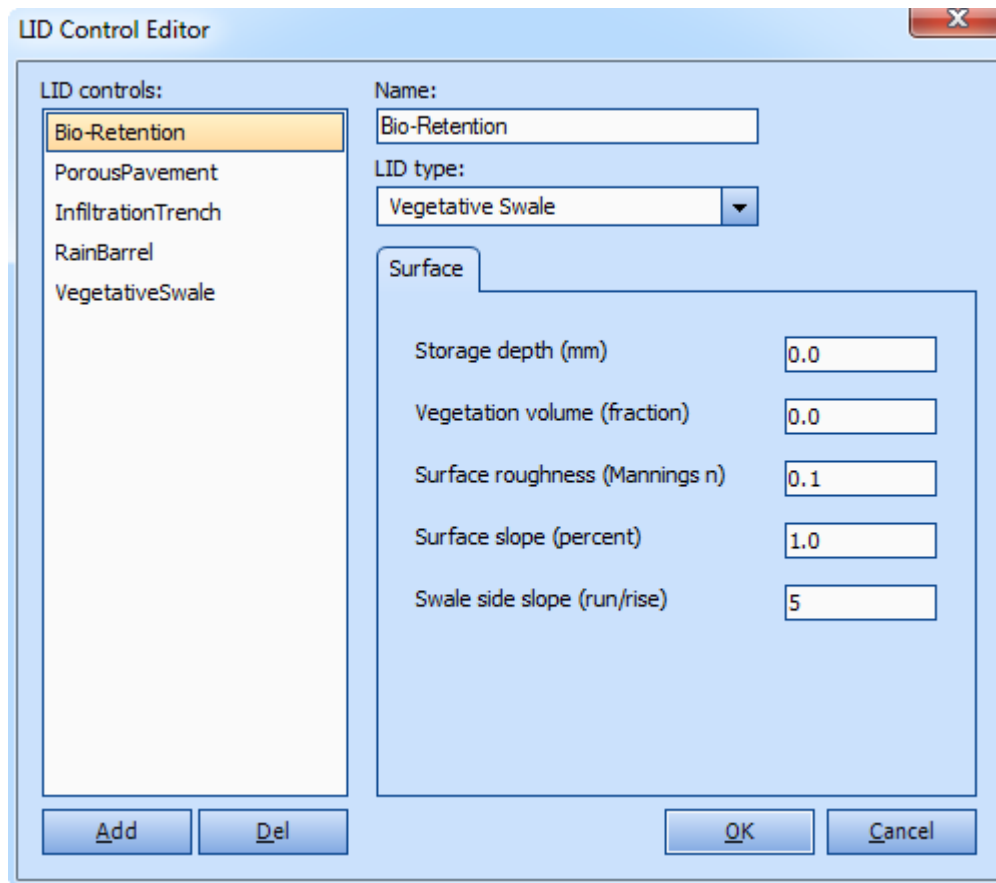 LID Control Editor
LID controls:
Bio-Retention
PorousPavement
InfiltrationTrench
RainBarrel
VegetativeSwale
Add
Del
Name:
Bio-Retention
LID type:
Vegetative Swale
Surface
Storage depth (mm) 0.0
Vegetation volume (fraction) 0.0
Surface roughness (Mannings n) 0.1
Surface slope (percent) 1.0
Swale side slope (run/rise) 5
OK
Cancel